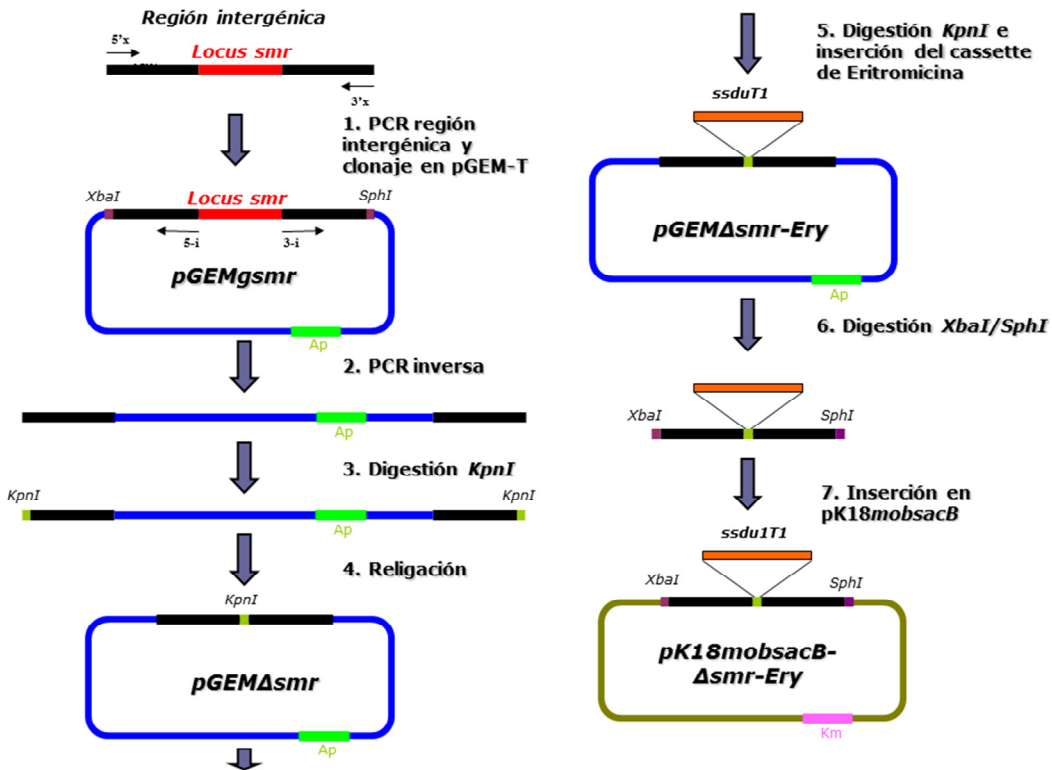 Región intergénica
5'x
Locus smr
3'x
1. PCR región
intergénica y
clonaje en pGEM-T
XbaI
Locus smr
SphI
5-i
3-i
pGEMgsmr
Ap
2. PCR inversa
Ap
3. Digestión KpnI
KpnI
KpnI
Ap
4. Religación
KpnI
pGEMΔsmr
Ap
5. Digestión KpnI e
inserción del cassette
de Eritromicina
ssduT1
pGEMΔsmr-Ery
Ap
6. Digestión XbaI/SphI
XbaI
SphI
7. Inserción en
pK18mobsacB
ssdu1T1
XbaI
SphI
pK18mobsacB-
Δsmr-Ery
Km